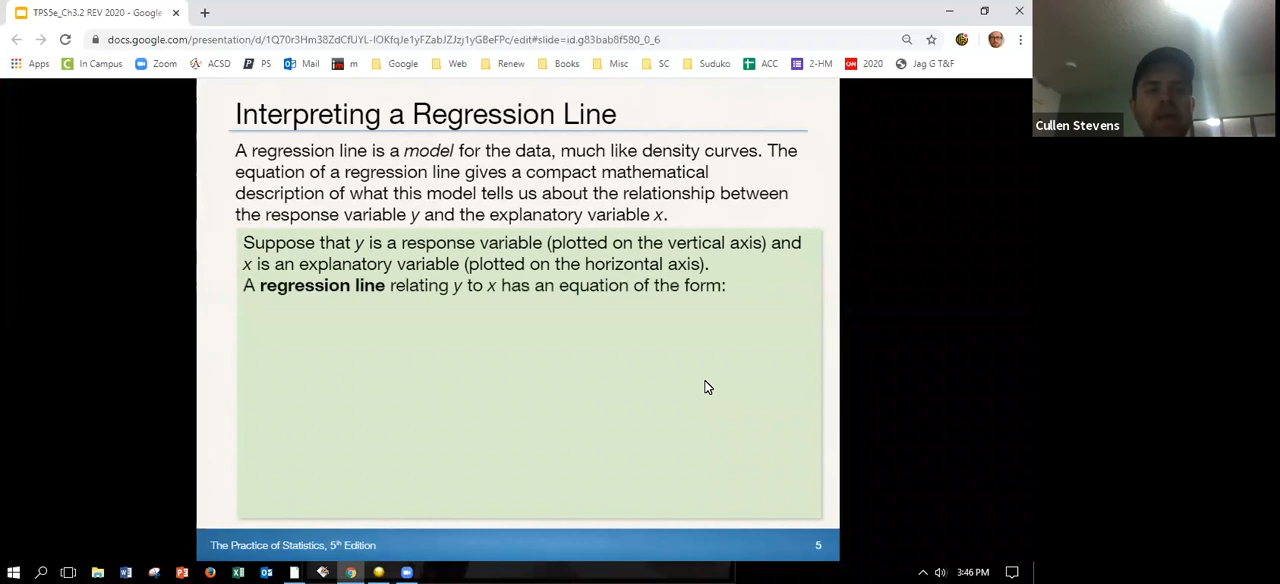 TPS5e_Ch3.2 REV 2020 - Google
docs.google.com/presentation/d/1Q70r3Hm38ZdCfUYL-IOKfqJe1yFZabJZJzj1yGBeFPc/edit#slide=id.g83bab8f580_0_6
Apps In Campus Zoom ACSD PS Mail m Google Web Renew Books Misc SC Suduko ACC 2-HM 2020 Jag G T&F
Cullen Stevens
Interpreting a Regression Line
A regression line is a model for the data, much like density curves. The
equation of a regression line gives a compact mathematical
description of what this model tells us about the relationship between
the response variable y and the explanatory variable x.
Suppose that y is a response variable (plotted on the vertical axis) and
x is an explanatory variable (plotted on the horizontal axis).
A regression line relating y to x has an equation of the form:
The Practice of Statistics, 5th Edition 5
3:46 PM